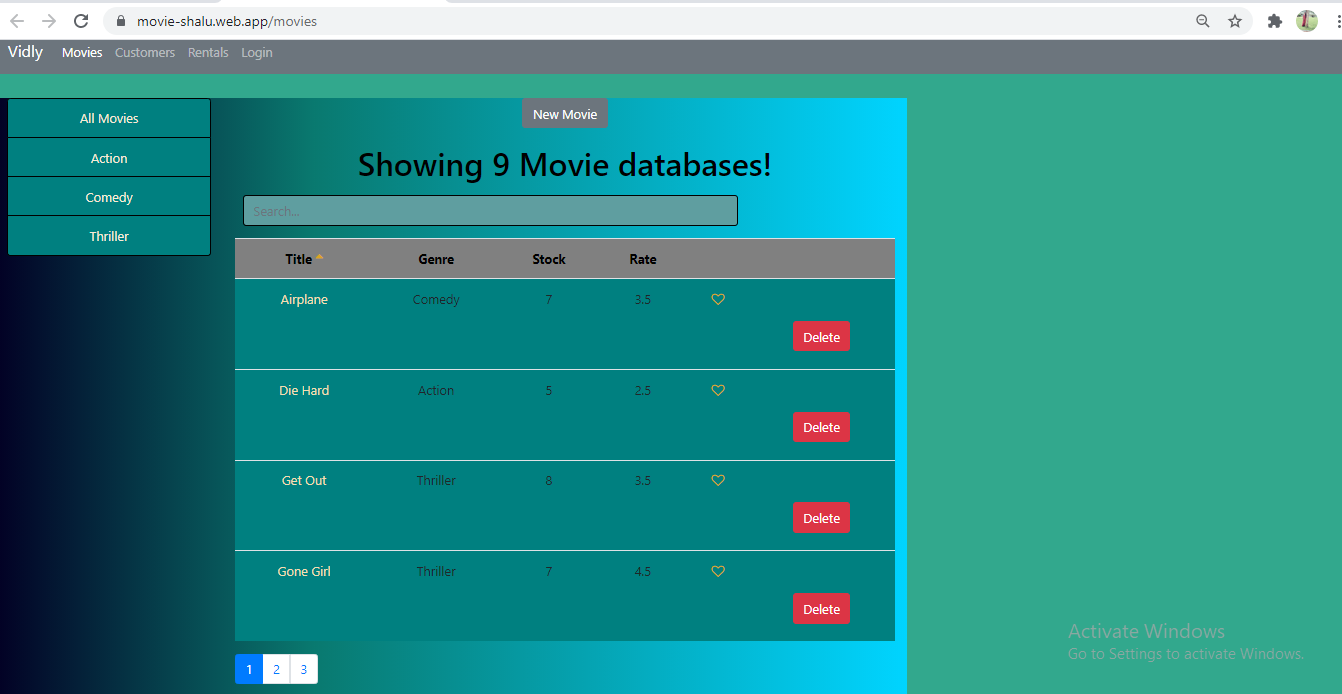 movie-shalu.web.app/movies
Vidly Movies Customers Rentals Login
All Movies
Action
Comedy
Thriller
New Movie
Showing 9 Movie databases!
Search...
Title Genre Stock Rate
Airplane Comedy 7 3.5
Delete
Die Hard Action 5 2.5
Delete
Get Out Thriller 8 3.5
Delete
Gone Girl Thriller 7 4.5
Delete
1 2 3
Activate Windows
Go to Settings to activate Windows.